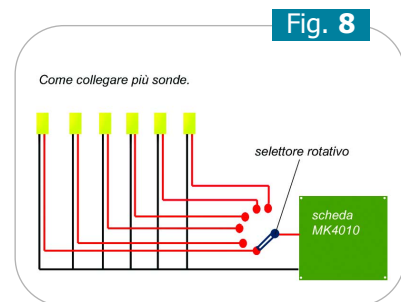 Fig. 8
Come collegare più sonde.
selettore rotativo
scheda
MK4010